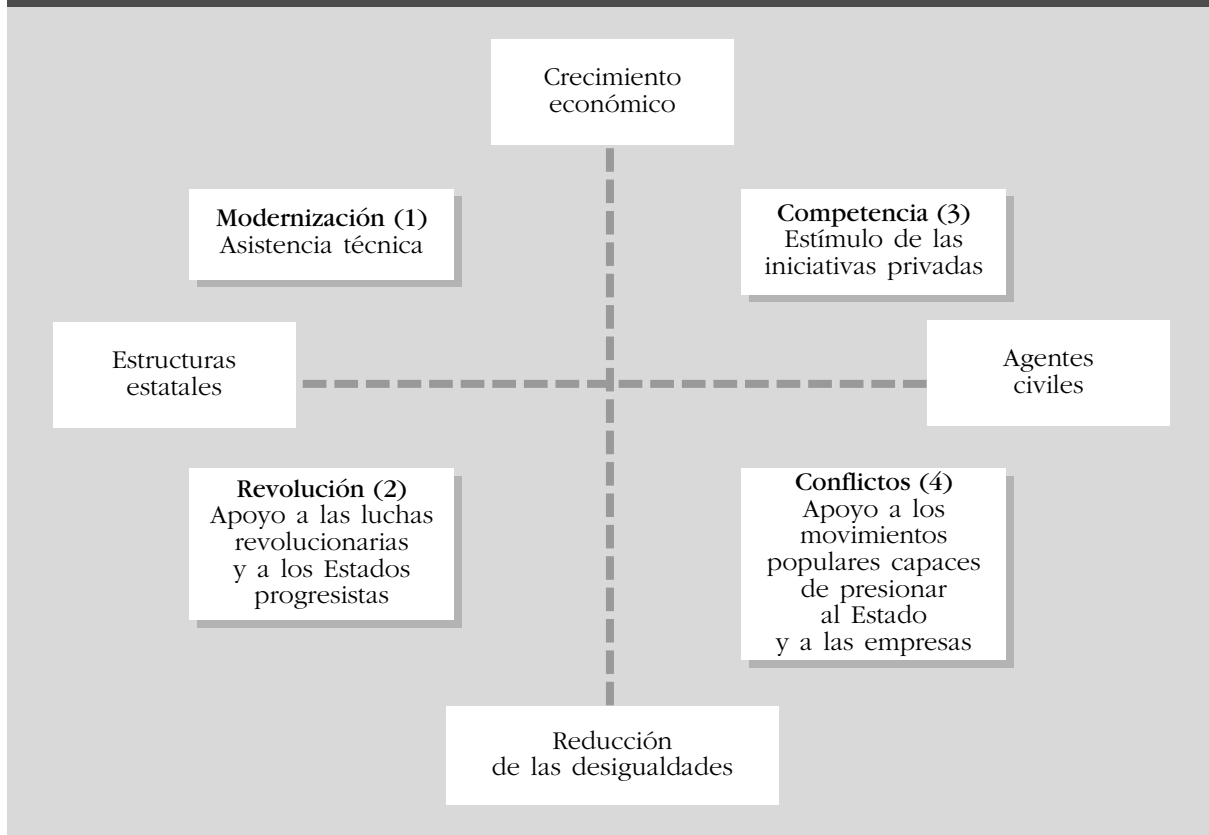 Crecimiento
económico
Modernización (1)
Asistencia técnica
Competencia (3)
Estímulo de las
iniciativas privadas
Estructuras
estatales
Agentes
civiles
Revolución (2)
Apoyo a las luchas
revolucionarias
y a los Estados
progresistas
Conflictos (4)
Apoyo a los
movimientos
populares capaces
de presionar
al Estado
y a las empresas
Reducción
de las desigualdades